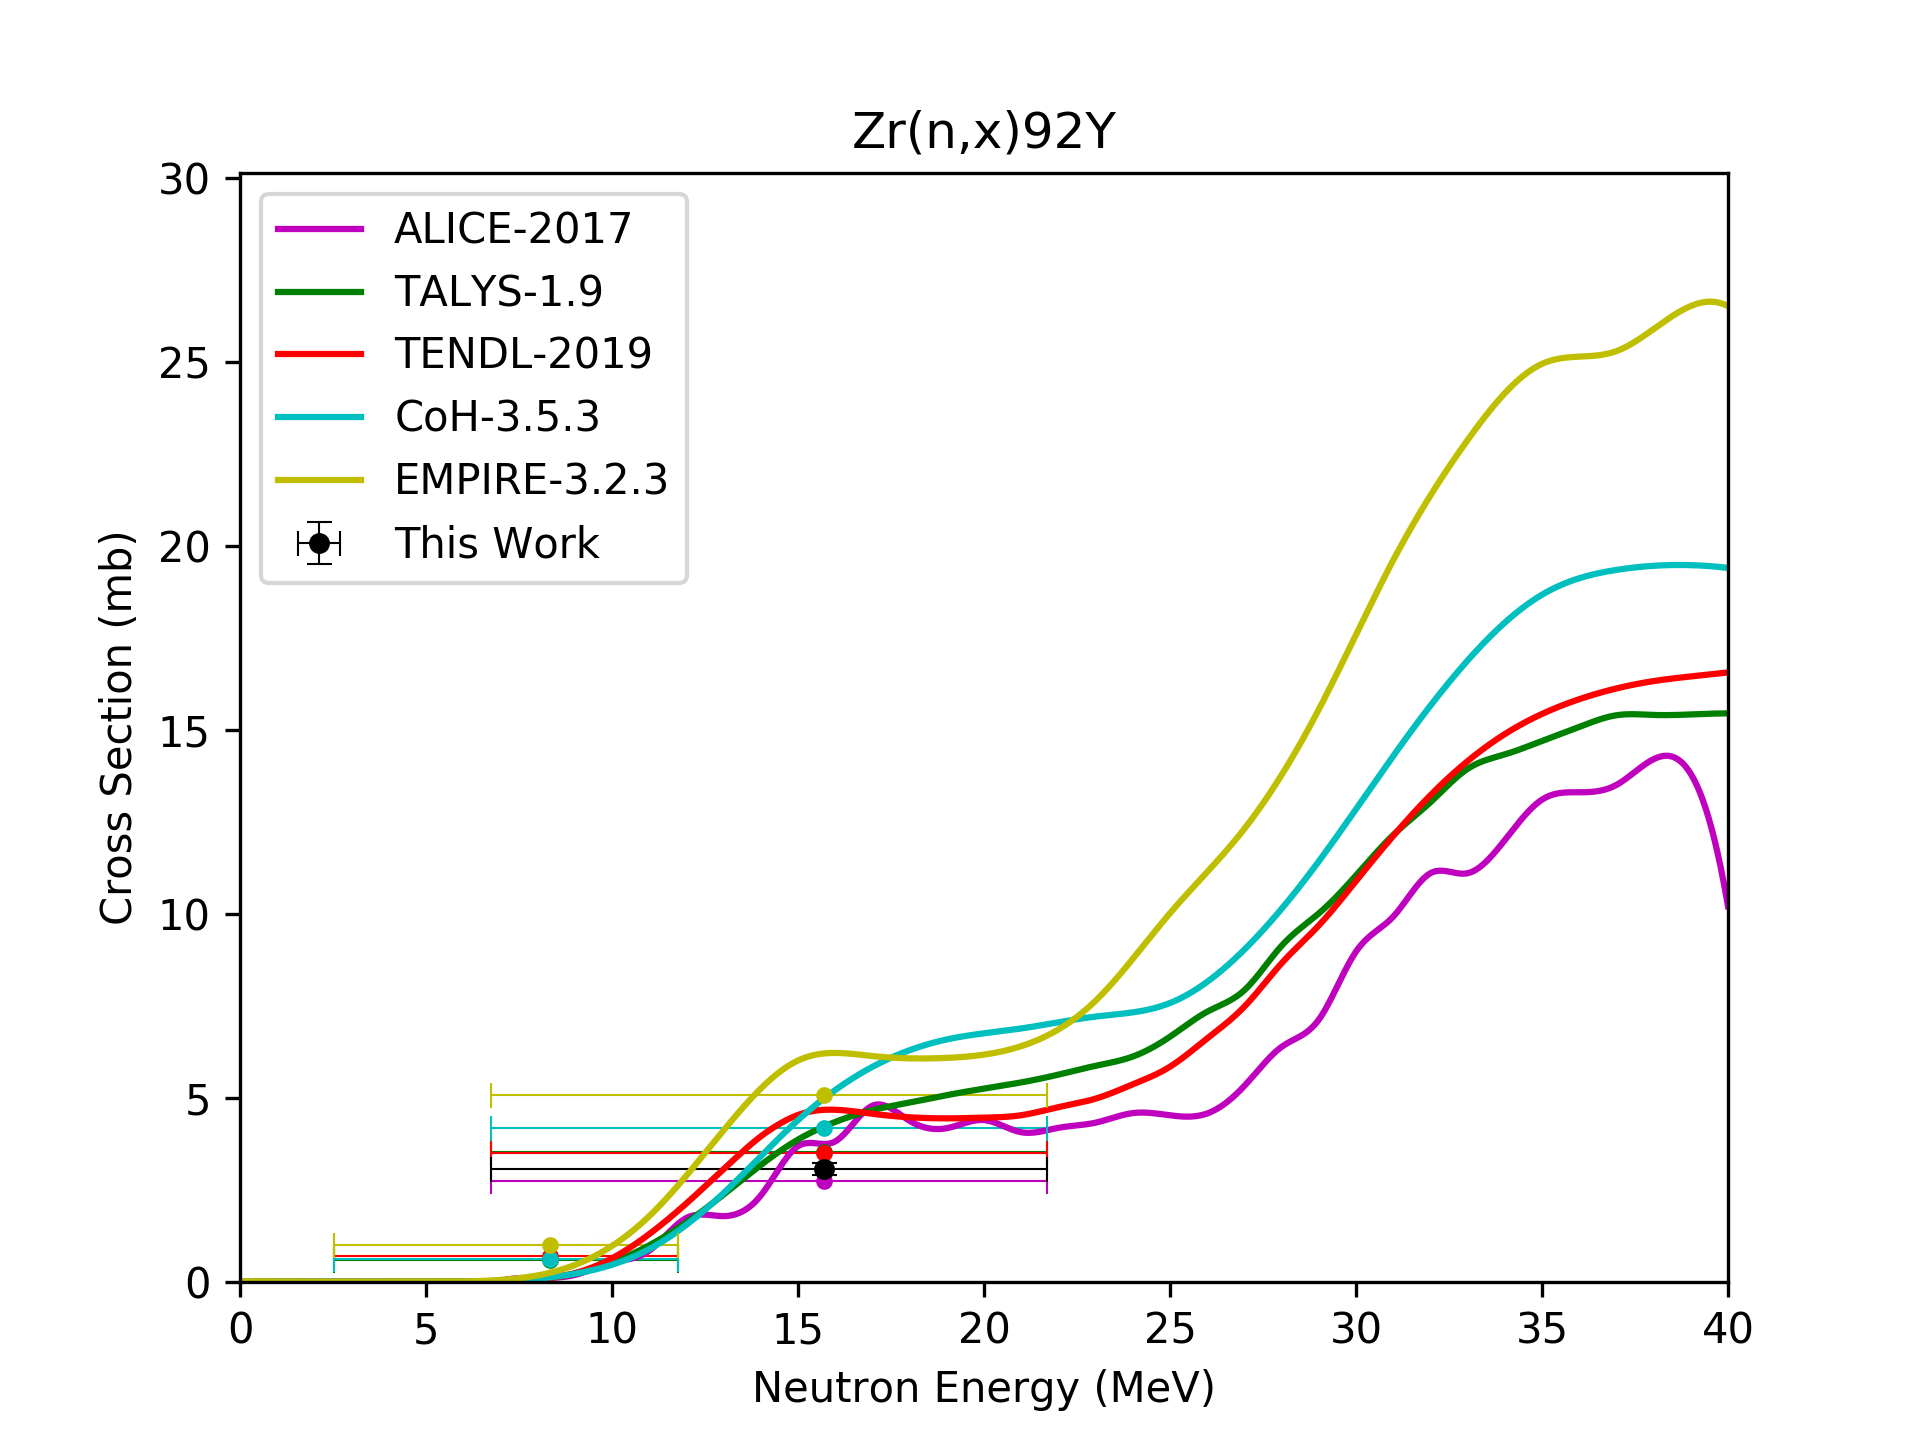 Zr(n,x)92Y
30
25
20
15
10
5
0
Cross Section (mb)
ALICE-2017
TALYS-1.9
TENDL-2019
CoH-3.5.3
EMPIRE-3.2.3
This Work
0 5 10 15 20 25 30 35 40
Neutron Energy (MeV)